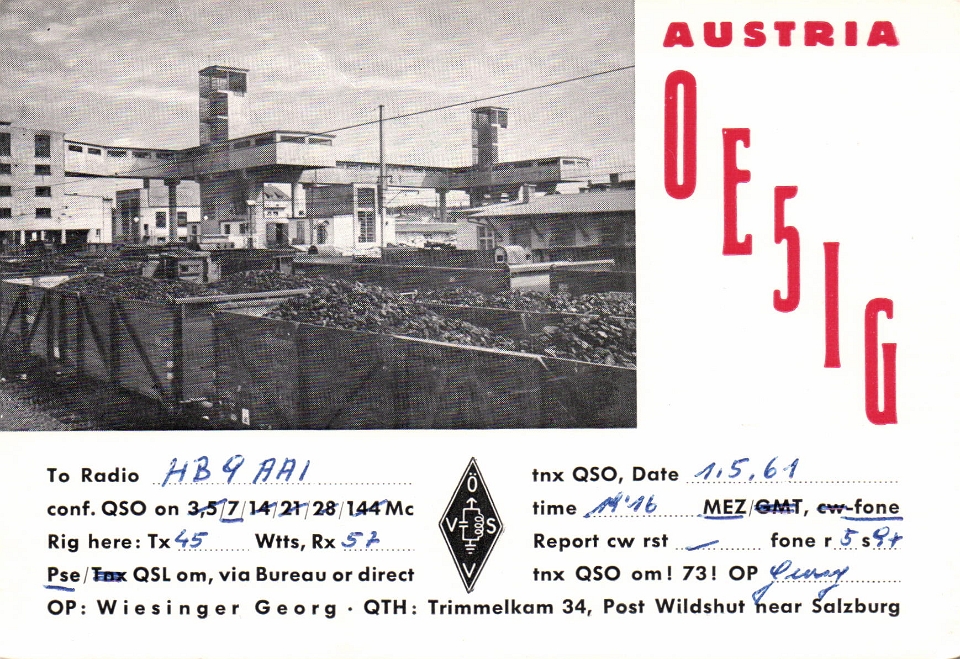 AUSTRIA
OE5IG
To Radio HB9AAI
conf. QSO on 3,5/7/14/21/28/144 Mc
Rig here: Tx 45 Wtts, Rx 57
Pse/Tnx QSL om, via Bureau or direct
Ö
V S
V
tnx QSO, Date 1.5.61
time MEZ/GMT, cw-fone
Report cw rst — fone r 5 s 9+
tnx QSO om! 73! OP Georg
OP: Wiesinger Georg · QTH: Trimmelkam 34, Post Wildshut near Salzburg